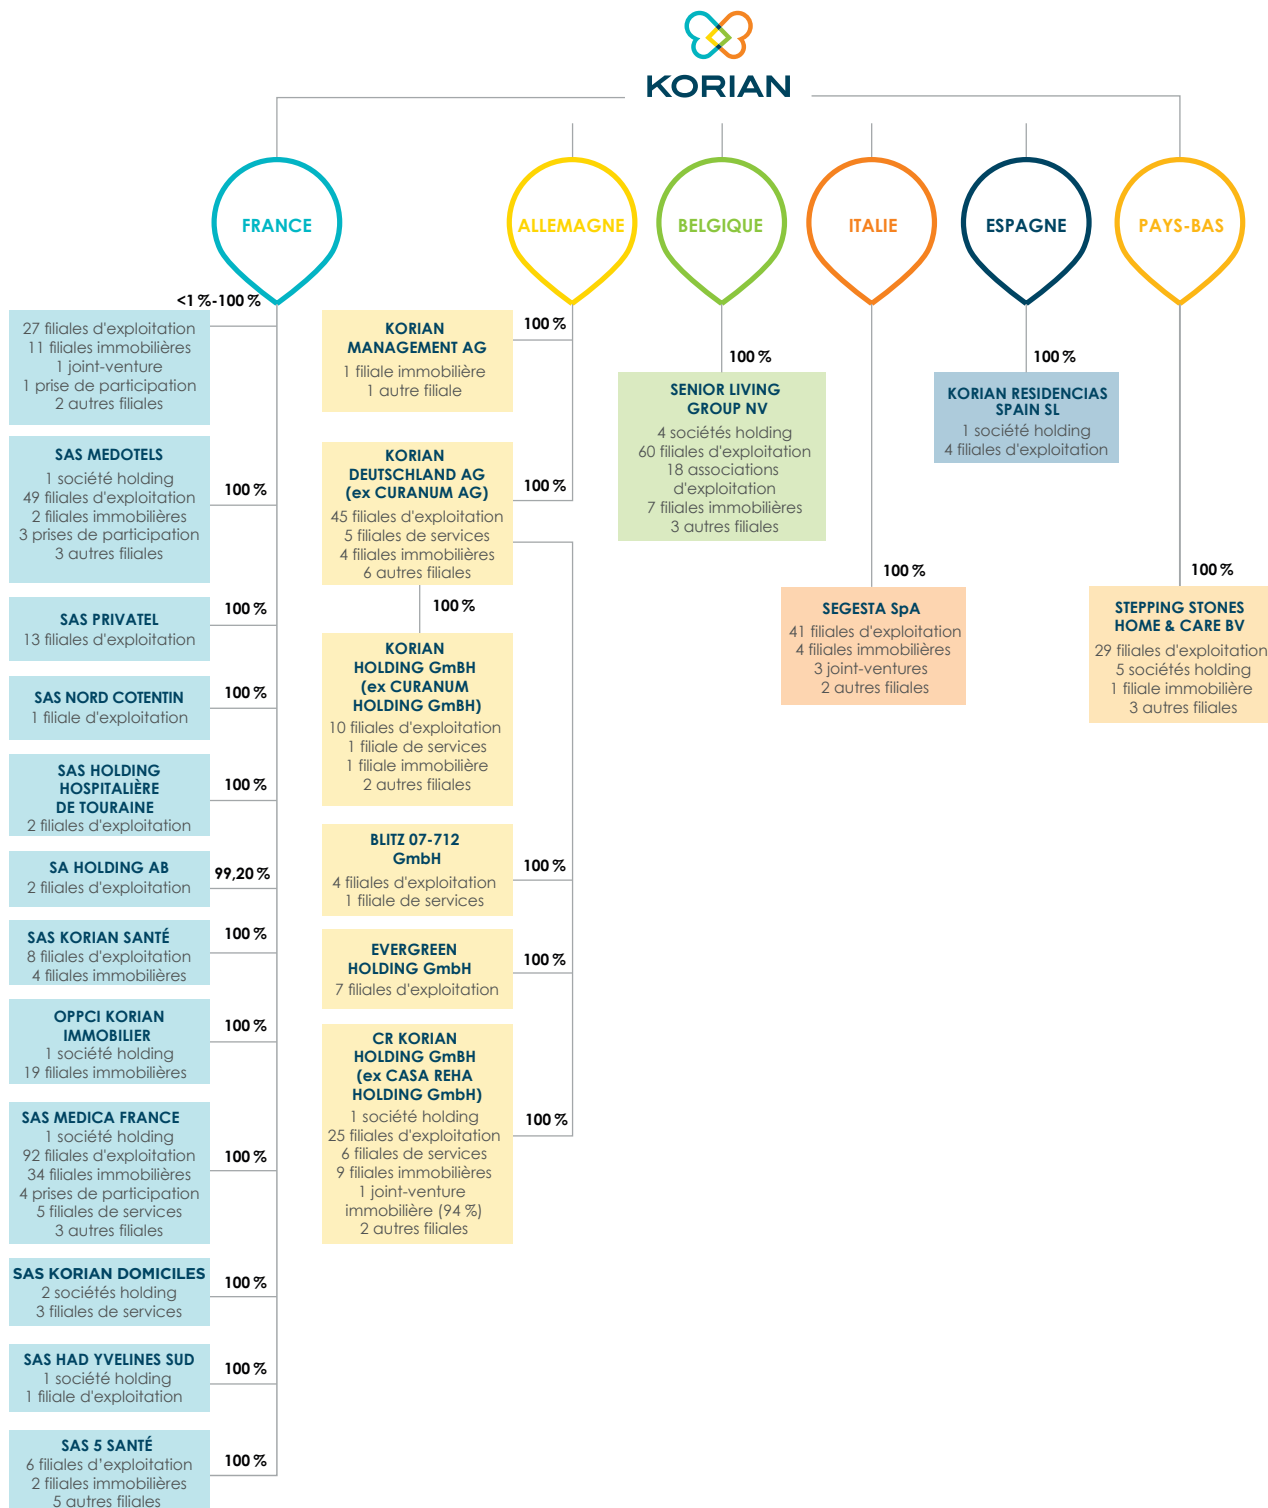 KORIAN
FRANCE
ALLEMAGNE
BELGIQUE
ITALIE
ESPAGNE
PAYS-BAS
<1 %-100 %
27 filiales d'exploitation
11 filiales immobilières
1 joint-venture
1 prise de participation
2 autres filiales
SAS MEDOTELS
1 société holding
49 filiales d'exploitation
2 filiales immobilières
3 prises de participation
3 autres filiales
100 %
SAS PRIVATEL
13 filiales d'exploitation
100 %
SAS NORD COTENTIN
1 filiale d'exploitation
100 %
SAS HOLDING
HOSPITALIÈRE
DE TOURAINE
2 filiales d'exploitation
100 %
SA HOLDING AB
2 filiales d'exploitation
99,20 %
SAS KORIAN SANTÉ
8 filiales d'exploitation
4 filiales immobilières
100 %
OPPCI KORIAN
IMMOBILIER
1 société holding
19 filiales immobilières
100 %
SAS MEDICA FRANCE
1 société holding
92 filiales d'exploitation
34 filiales immobilières
4 prises de participation
5 filiales de services
3 autres filiales
100 %
SAS KORIAN DOMICILES
2 sociétés holding
3 filiales de services
100 %
SAS HAD YVELINES SUD
1 société holding
1 filiale d'exploitation
100 %
SAS 5 SANTÉ
6 filiales d’exploitation
2 filiales immobilières
5 autres filiales
100 %
KORIAN
MANAGEMENT AG
1 filiale immobilière
1 autre filiale
100 %
KORIAN
DEUTSCHLAND AG
(ex CURANUM AG)
45 filiales d'exploitation
5 filiales de services
4 filiales immobilières
6 autres filiales
100 %
100 %
KORIAN
HOLDING GmBH
(ex CURANUM
HOLDING GmBH)
10 filiales d'exploitation
1 filiale de services
1 filiale immobilière
2 autres filiales
BLITZ 07-712
GmbH
4 filiales d'exploitation
1 filiale de services
100 %
EVERGREEN
HOLDING GmbH
7 filiales d'exploitation
100 %
CR KORIAN
HOLDING GmBH
(ex CASA REHA
HOLDING GmbH)
1 société holding
25 filiales d'exploitation
6 filiales de services
9 filiales immobilières
1 joint-venture
immobilière (94 %)
2 autres filiales
100 %
100 %
SENIOR LIVING
GROUP NV
4 sociétés holding
60 filiales d'exploitation
18 associations
d'exploitation
7 filiales immobilières
3 autres filiales
100 %
SEGESTA SpA
41 filiales d'exploitation
4 filiales immobilières
3 joint-ventures
2 autres filiales
100 %
KORIAN RESIDENCIAS
SPAIN SL
1 société holding
4 filiales d'exploitation
100 %
STEPPING STONES
HOME & CARE BV
29 filiales d'exploitation
5 sociétés holding
1 filiale immobilière
3 autres filiales